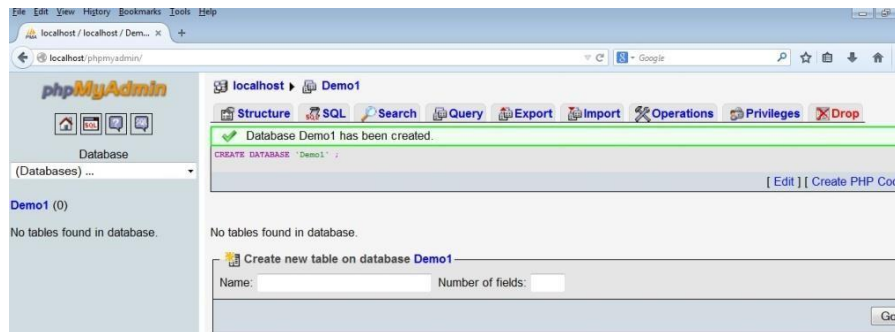 File Edit View History Bookmarks Tools Help
localhost / localhost / Dem... × +
localhost/phpmyadmin/
Google
phpMyAdmin
SQL
Database
(Databases) ...
Demo1 (0)
No tables found in database.
localhost ▸ Demo1
Structure SQL Search Query Export Import Operations Privileges Drop
Database Demo1 has been created.
CREATE DATABASE `Demo1` ;
[ Edit ] [ Create PHP Cod
No tables found in database.
Create new table on database Demo1
Name: Number of fields:
Go